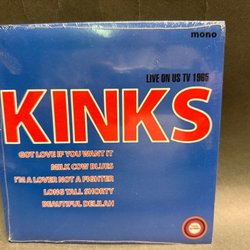 mono
LIVE ON US TV 1965
KINKS
GOT LOVE IF YOU WANT IT
MILK COW BLUES
I'M A LOVER NOT A FIGHTER
LONG TALL SHORTY
BEAUTIFUL DELILAH